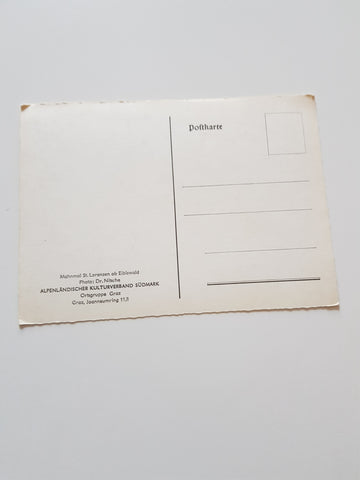 Postkarte
Mahnmal St. Lorenzen ob Eibiswald
Photo: Dr. Nitsche
ALPENLÄNDISCHER KULTURVERBAND SÜDMARK
Ortsgruppe Graz
Graz, Joanneumring 11/I